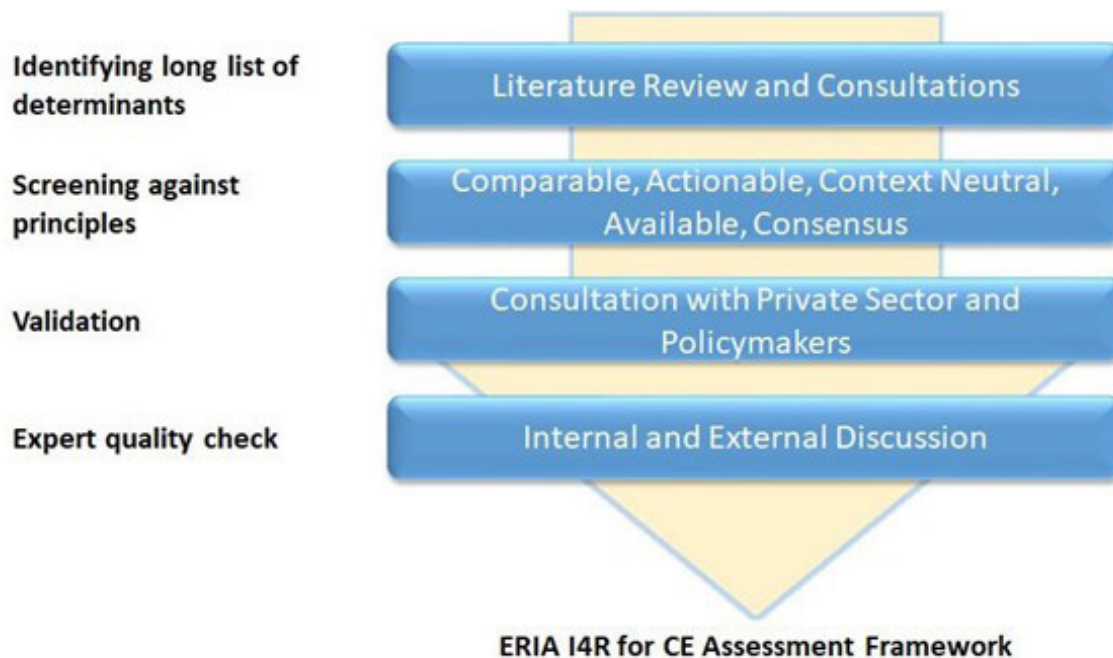 Identifying long list of
determinants
Literature Review and Consultations
Screening against
principles
Comparable, Actionable, Context Neutral,
Available, Consensus
Validation
Consultation with Private Sector and
Policymakers
Expert quality check
Internal and External Discussion
ERIA I4R for CE Assessment Framework